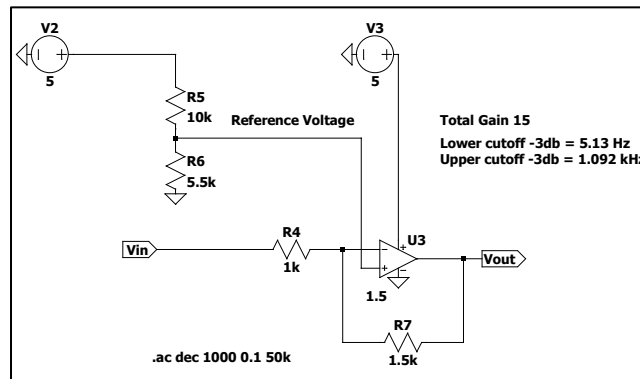 V2
5
V3
5
R5
10k
Reference Voltage
R6
5.5k
Total Gain 15
Lower cutoff -3db = 5.13 Hz
Upper cutoff -3db = 1.092 kHz
Vin
R4
1k
U3
1.5
Vout
R7
1.5k
.ac dec 1000 0.1 50k